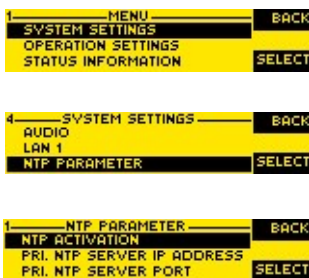 1 MENU BACK
SYSTEM SETTINGS
OPERATION SETTINGS
STATUS INFORMATION SELECT
4 SYSTEM SETTINGS BACK
AUDIO
LAN 1
NTP PARAMETER SELECT
1 NTP PARAMETER BACK
NTP ACTIVATION
PRI. NTP SERVER IP ADDRESS
PRI. NTP SERVER PORT SELECT